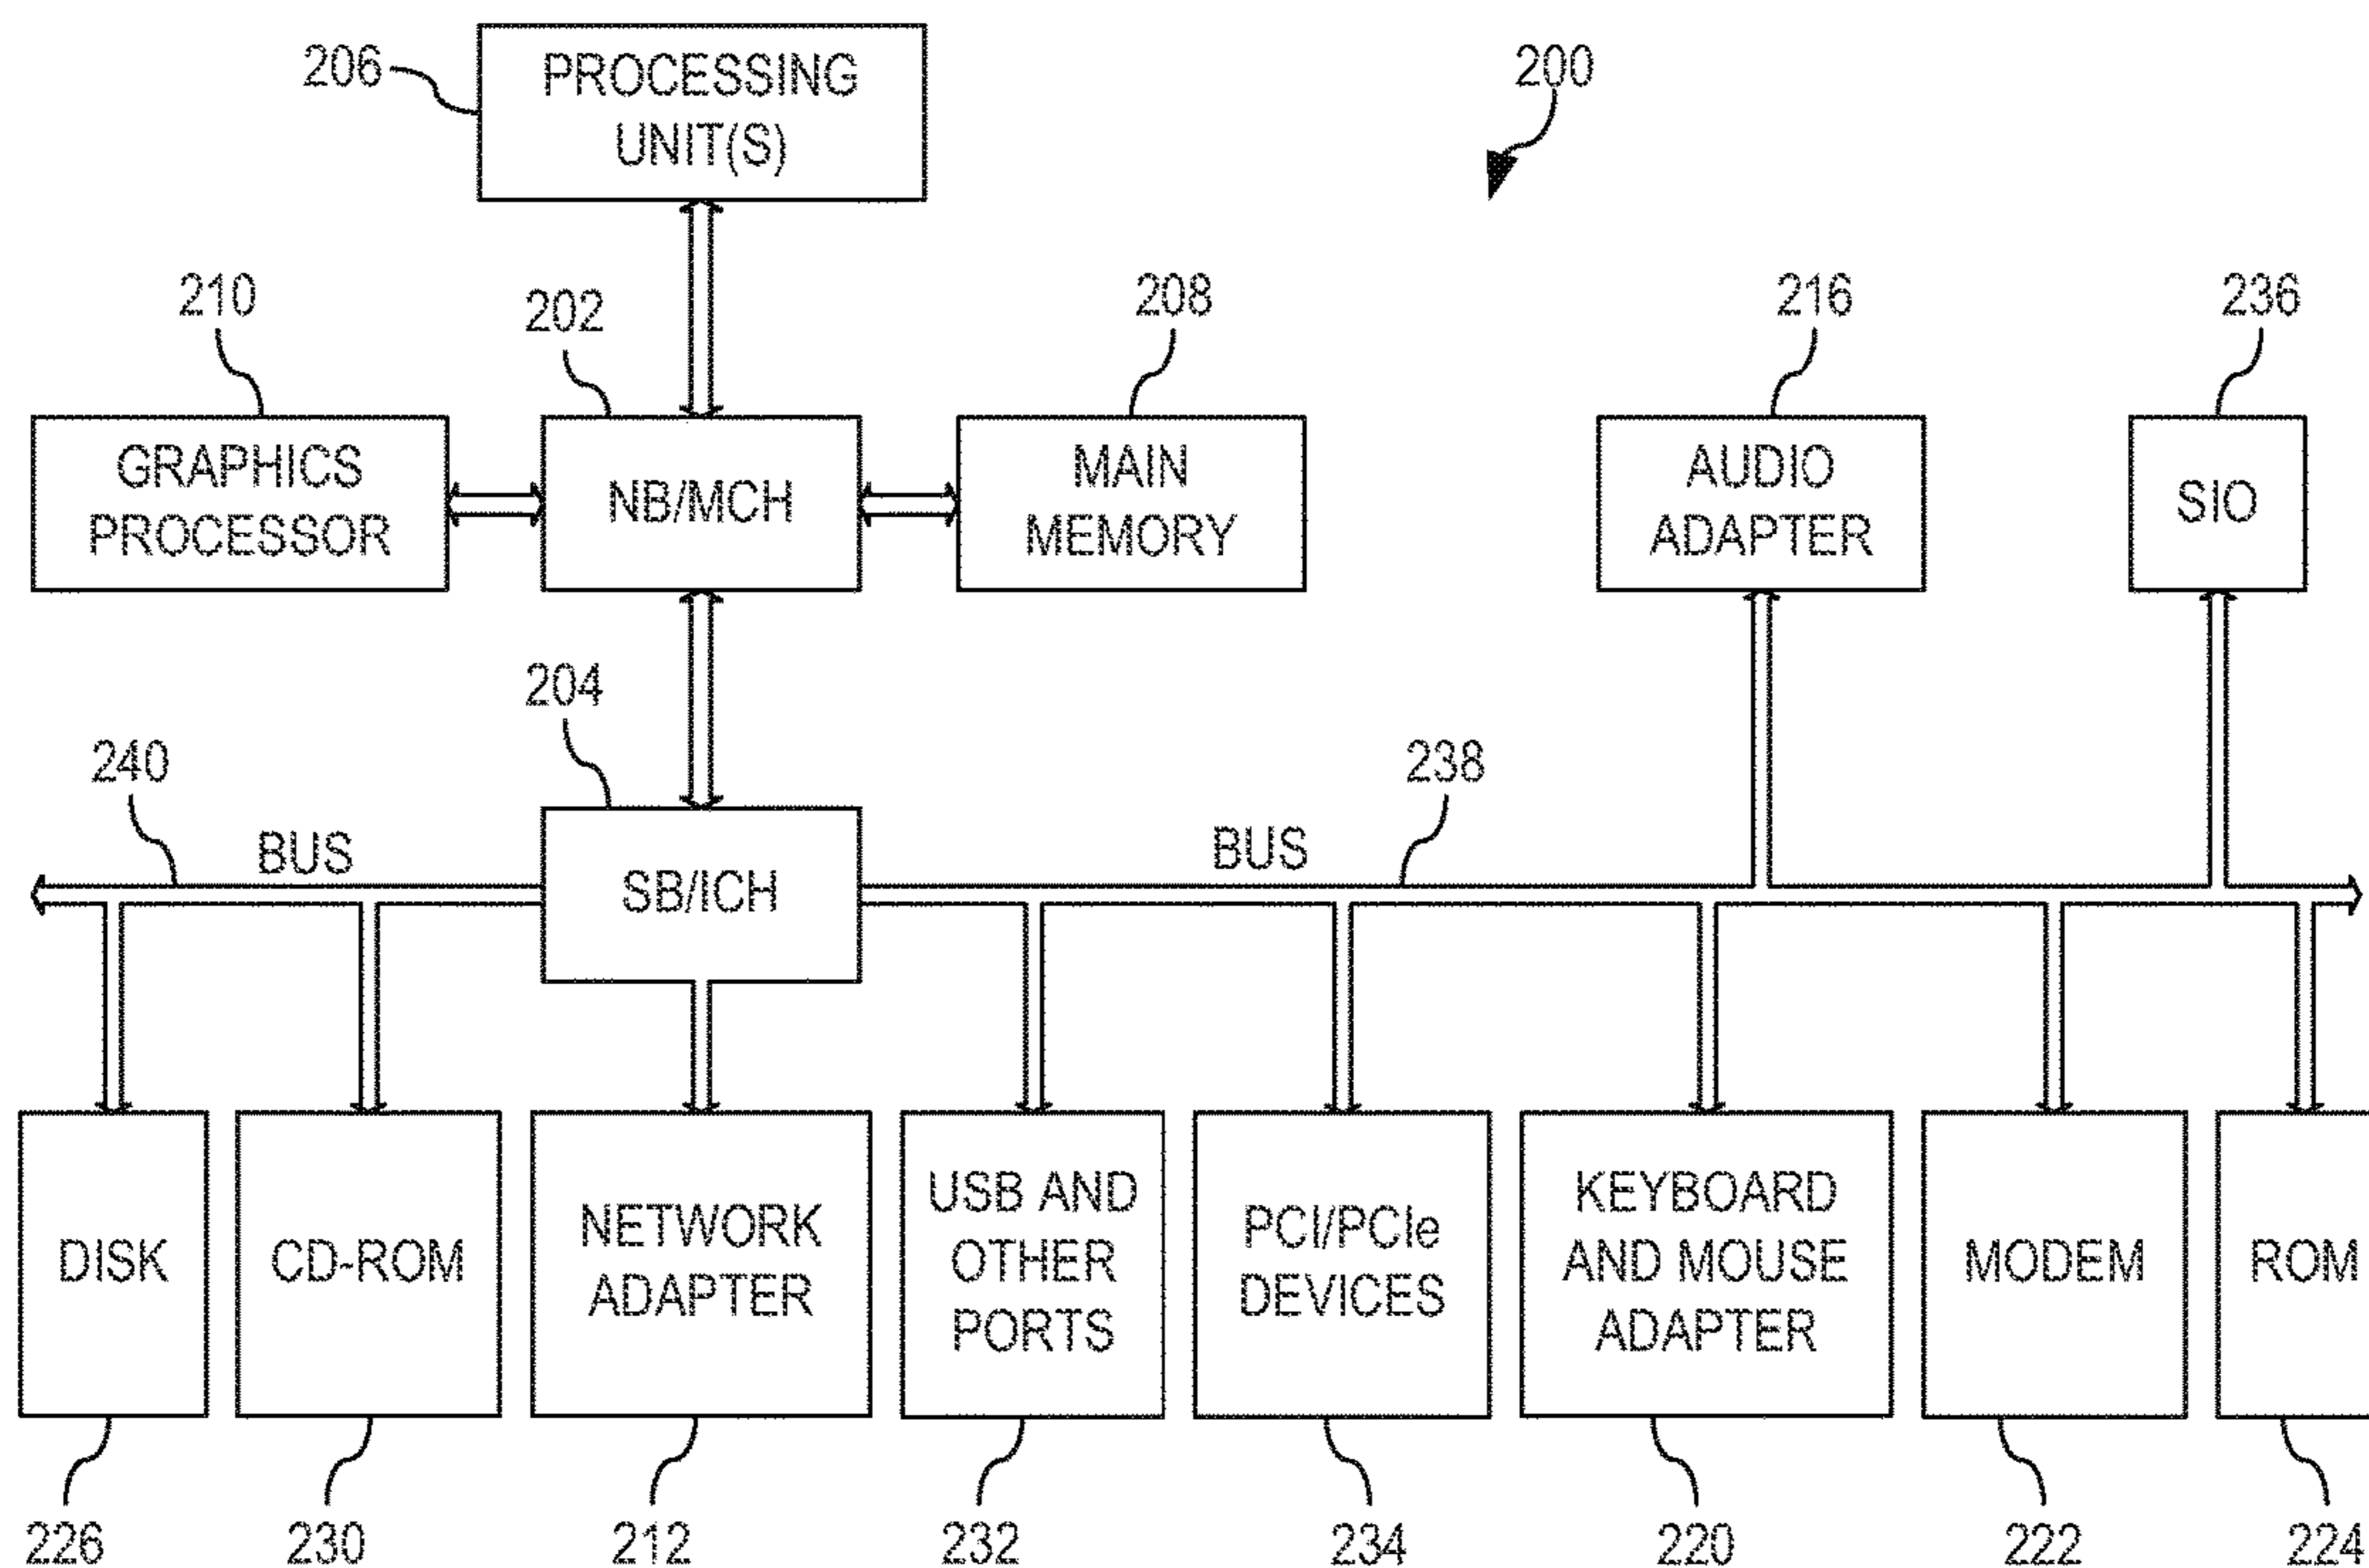 206
PROCESSING
UNIT(S)
200
210
202
208
216
236
GRAPHICS
PROCESSOR
NB/MCH
MAIN
MEMORY
AUDIO
ADAPTER
SIO
204
240
238
BUS
BUS
SB/ICH
DISK
CD-ROM
NETWORK
ADAPTER
USB AND
OTHER
PORTS
PCI/PCIe
DEVICES
KEYBOARD
AND MOUSE
ADAPTER
MODEM
ROM
226
230
212
232
234
220
222
224